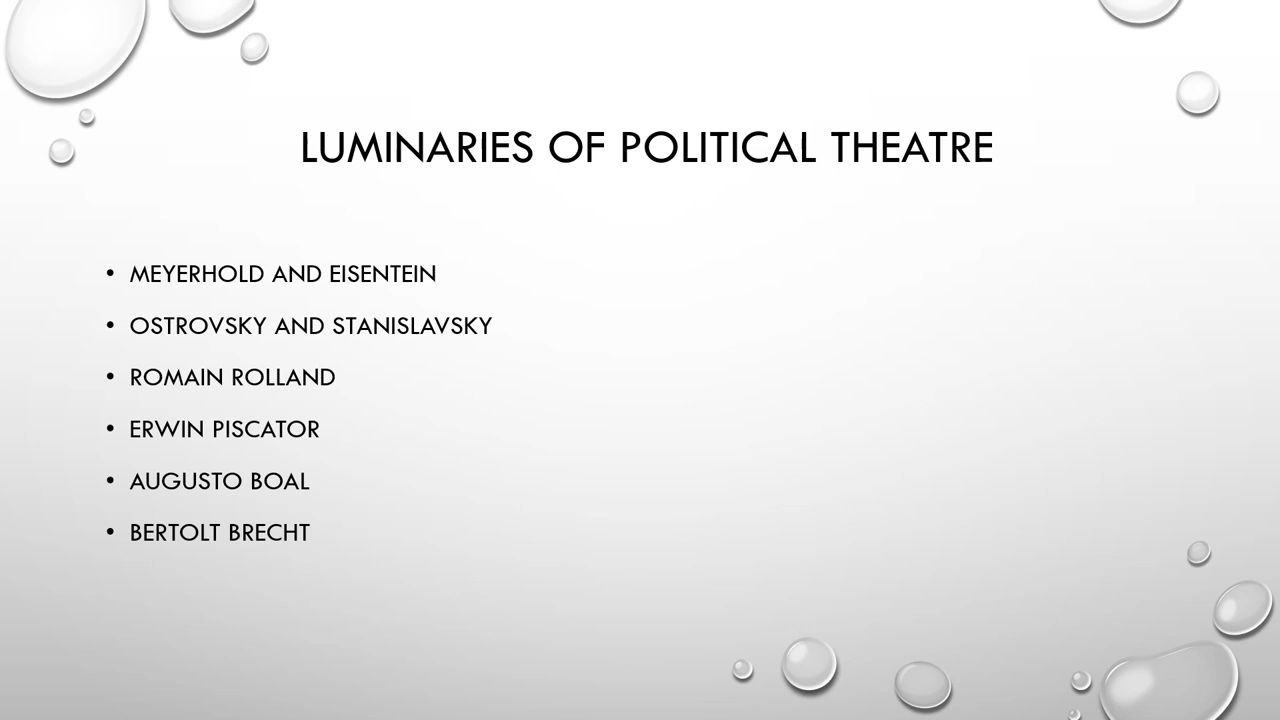 LUMINARIES OF POLITICAL THEATRE
• MEYERHOLD AND EISENTEIN
• OSTROVSKY AND STANISLAVSKY
• ROMAIN ROLLAND
• ERWIN PISCATOR
• AUGUSTO BOAL
• BERTOLT BRECHT